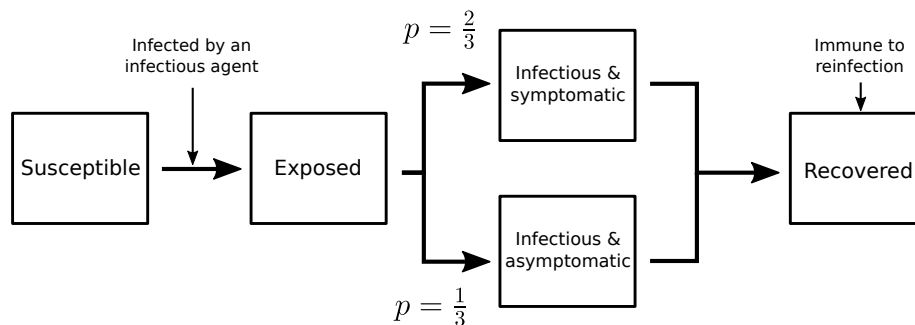 Infected by an
infectious agent
p = 2/3
Infectious &
symptomatic
Immune to
reinfection
Susceptible
Exposed
Recovered
Infectious &
asymptomatic
p = 1/3